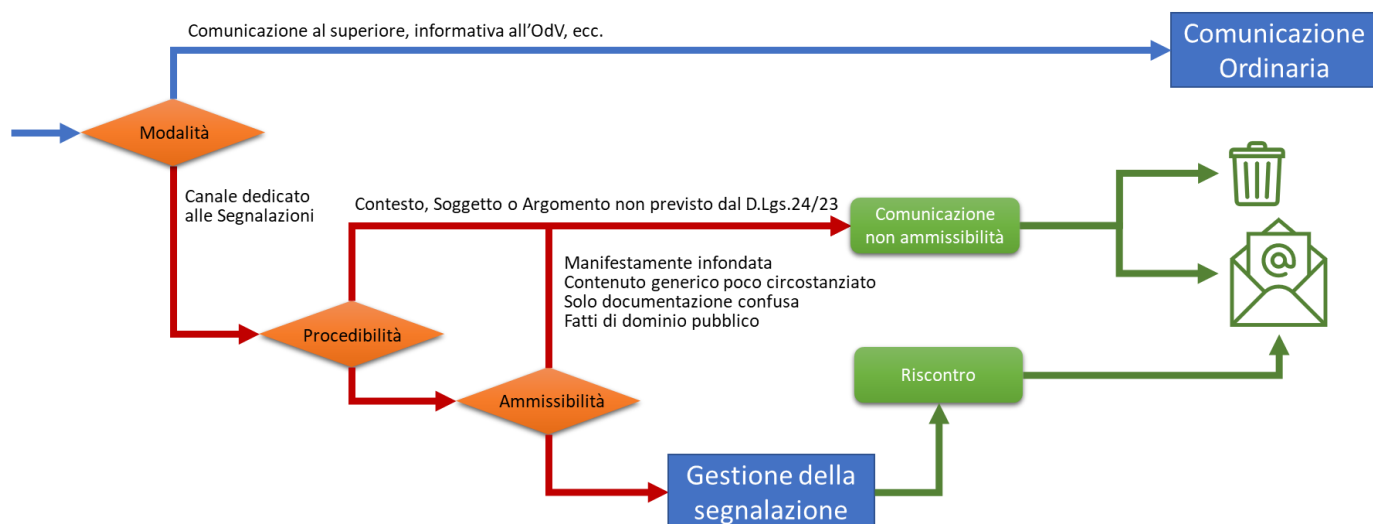 Comunicazione al superiore, informativa all'OdV, ecc.
Comunicazione
Ordinaria
Modalità
Canale dedicato
alle Segnalazioni
Contesto, Soggetto o Argomento non previsto dal D.Lgs.24/23
Comunicazione
non ammissibilità
Manifestamente infondata
Contenuto generico poco circostanziato
Solo documentazione confusa
Fatti di dominio pubblico
@
Procedibilità
Riscontro
Ammissibilità
Gestione della
segnalazione